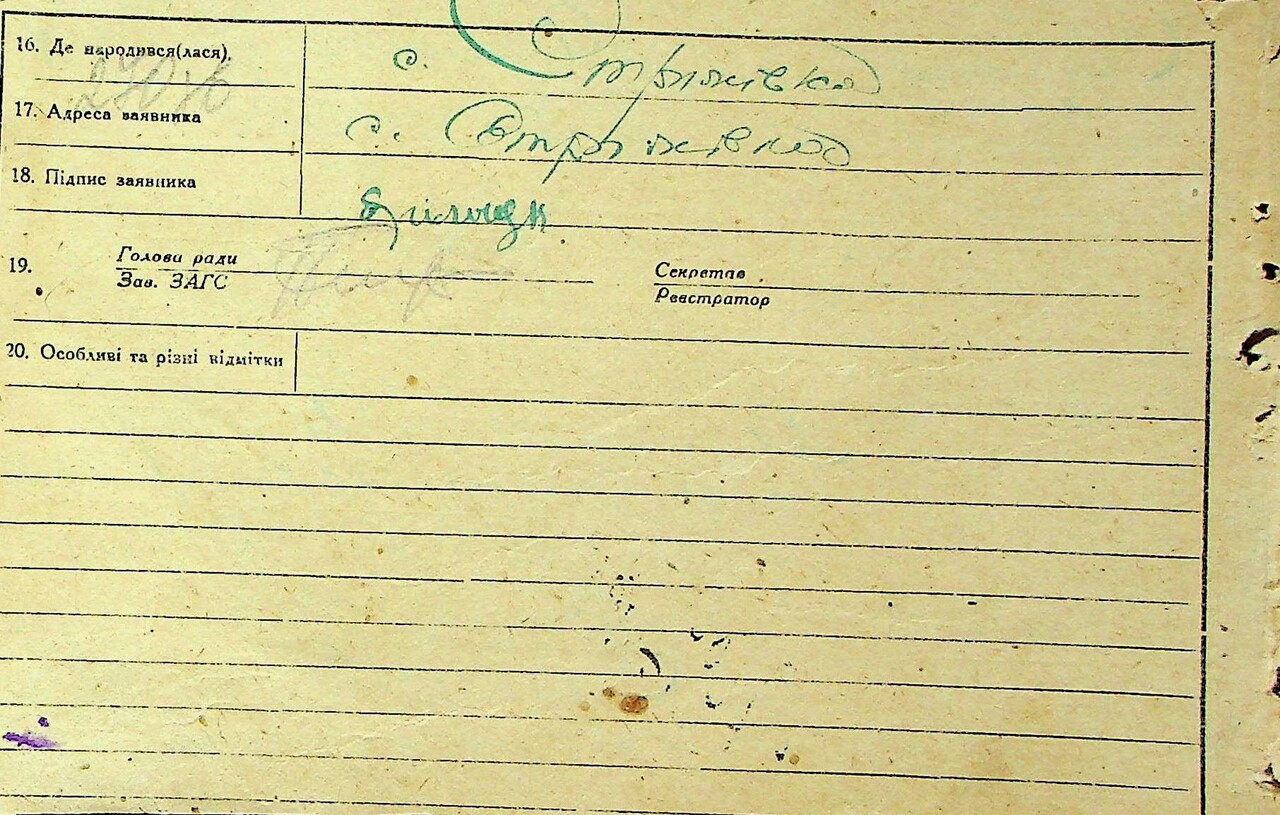 16. Де народився(лася). с. Стрижівка
17. Адреса заявника с. Стрижівка
18. Підпис заявника
19. Голова ради Секретар
Зав. ЗАГС Реєстратор
20. Особливі та різні відмітки